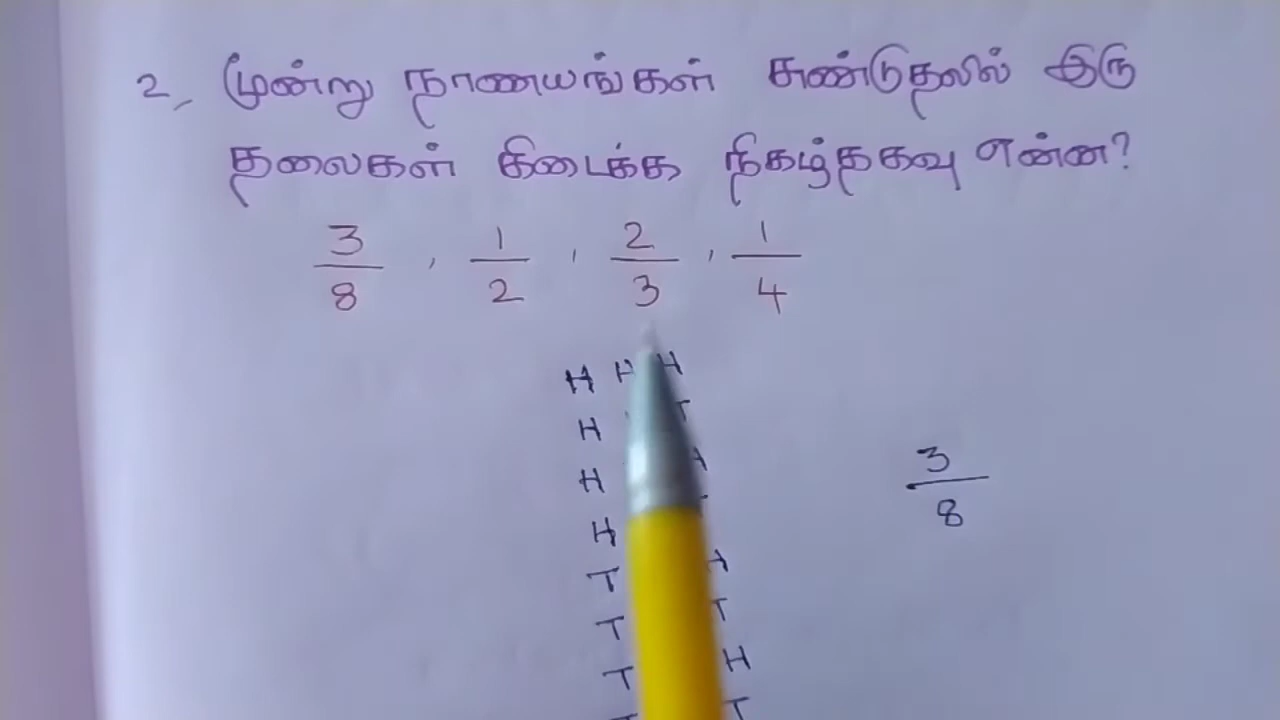 2, மூன்று நாணயங்கள் சுண்டுதலில் இரு
தலைகள் கிடைக்க நிகழ்தகவு என்ன?
3/8 , 1/2 , 2/3 , 1/4
H H H
H T
H
H 3/8
T H
T T
T H
T